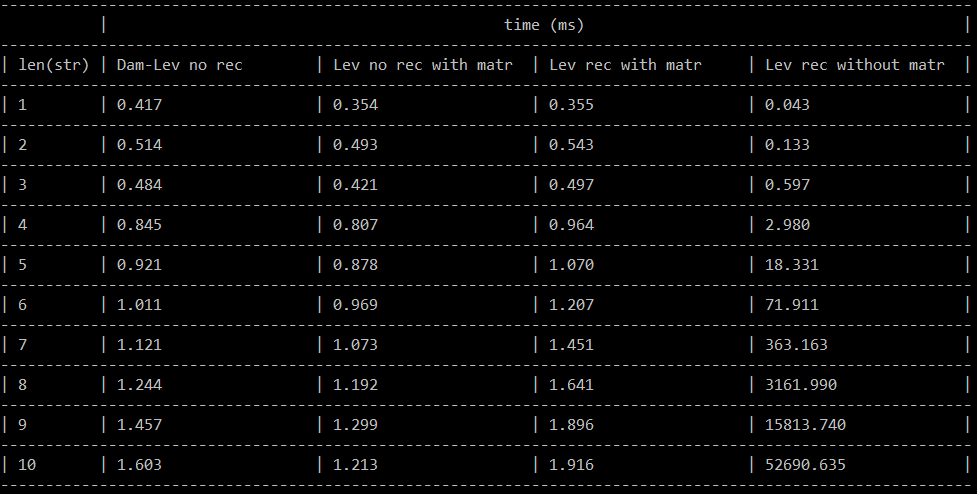 time (ms)
len(str) | Dam-Lev no rec | Lev no rec with matr | Lev rec with matr | Lev rec without matr
1 | 0.417 | 0.354 | 0.355 | 0.043
2 | 0.514 | 0.493 | 0.543 | 0.133
3 | 0.484 | 0.421 | 0.497 | 0.597
4 | 0.845 | 0.807 | 0.964 | 2.980
5 | 0.921 | 0.878 | 1.070 | 18.331
6 | 1.011 | 0.969 | 1.207 | 71.911
7 | 1.121 | 1.073 | 1.451 | 363.163
8 | 1.244 | 1.192 | 1.641 | 3161.990
9 | 1.457 | 1.299 | 1.896 | 15813.740
10 | 1.603 | 1.213 | 1.916 | 52690.635